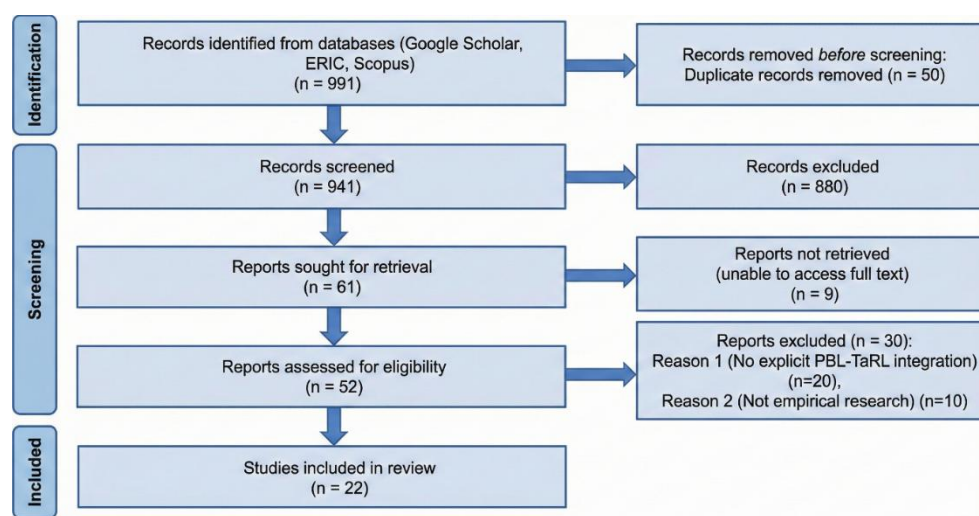 Identification
Records identified from databases (Google Scholar,
ERIC, Scopus)
(n = 991)
Records removed before screening:
Duplicate records removed (n = 50)
Screening
Records screened
(n = 941)
Records excluded
(n = 880)
Reports sought for retrieval
(n = 61)
Reports not retrieved
(unable to access full text)
(n = 9)
Reports assessed for eligibility
(n = 52)
Reports excluded (n = 30):
Reason 1 (No explicit PBL-TaRL integration)
(n=20),
Reason 2 (Not empirical research) (n=10)
Included
Studies included in review
(n = 22)